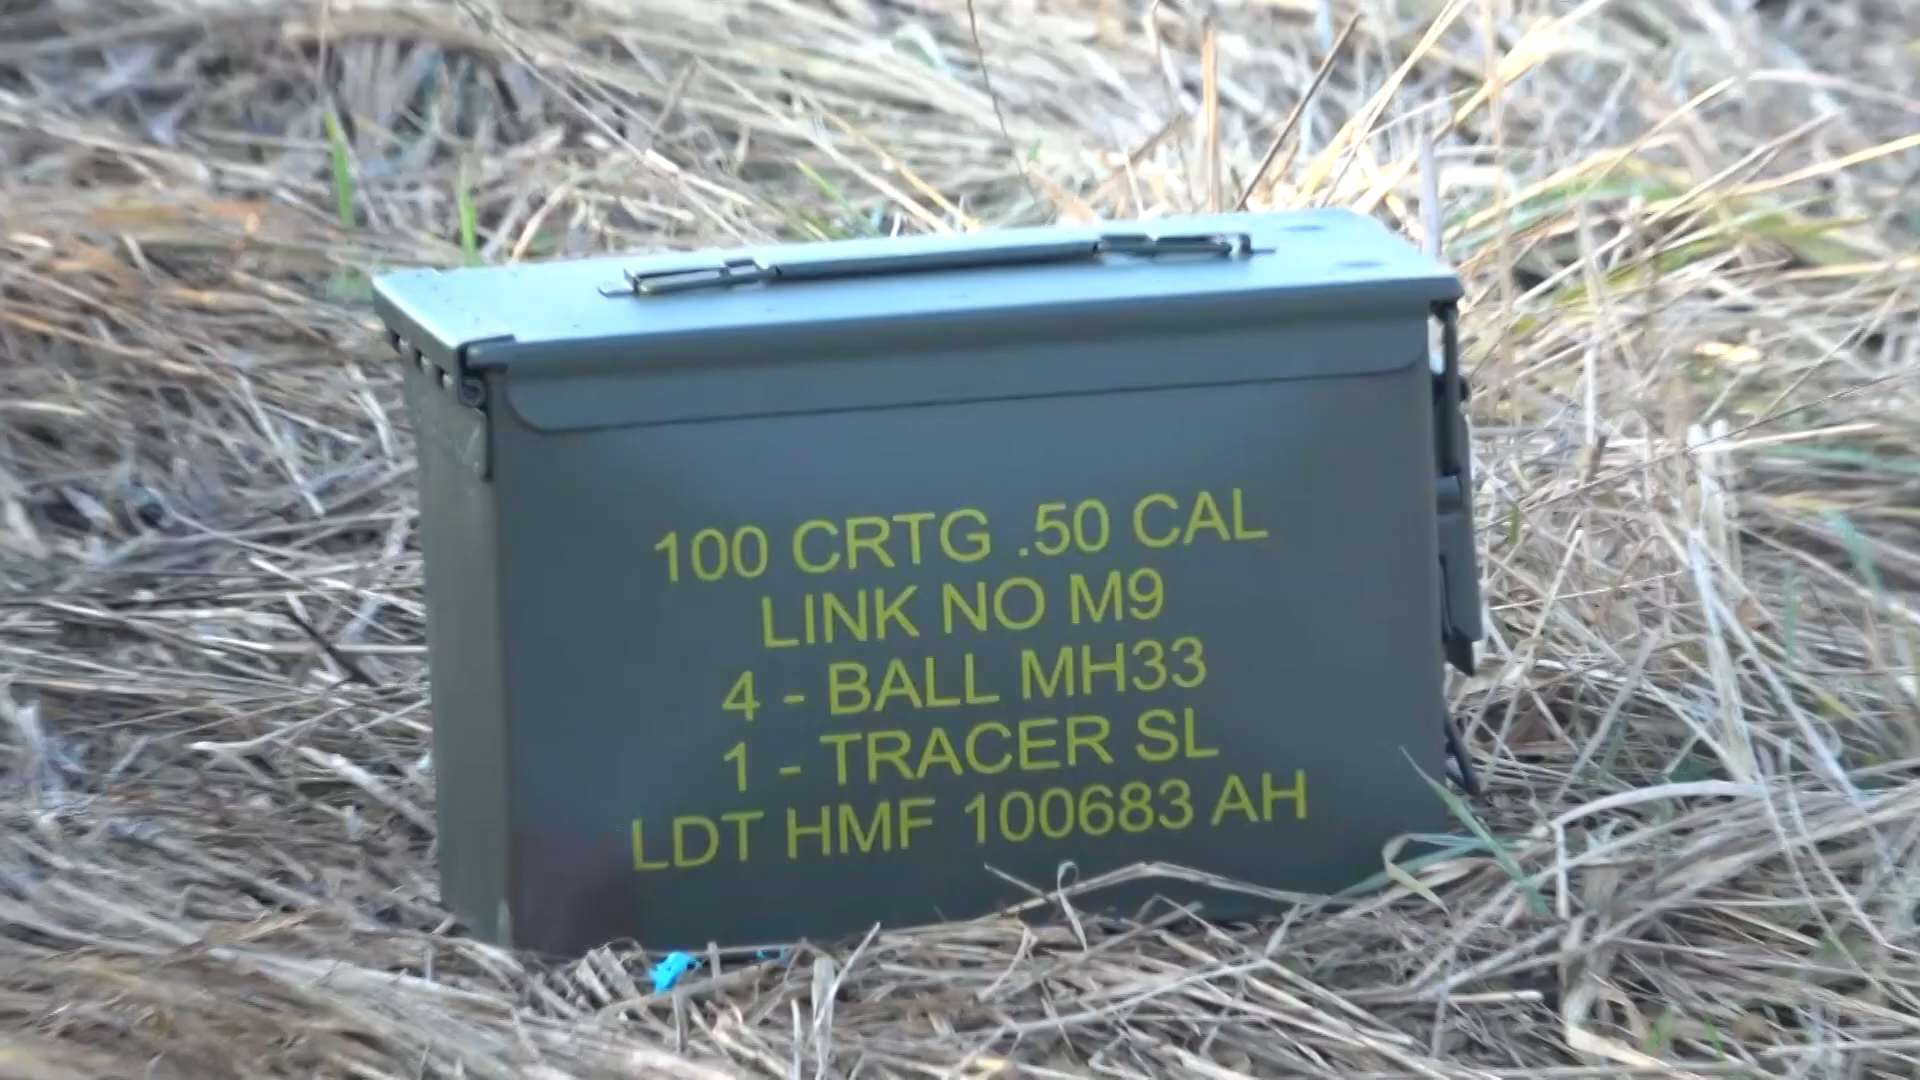 100 CRTG .50 CAL
LINK NO M9
4 - BALL MH33
1 - TRACER SL
LDT HMF 100683 AH